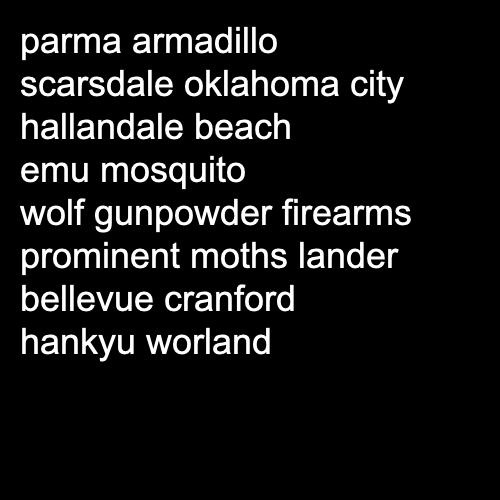 parma armadillo
scarsdale oklahoma city
hallandale beach
emu mosquito
wolf gunpowder firearms
prominent moths lander
bellevue cranford
hankyu worland